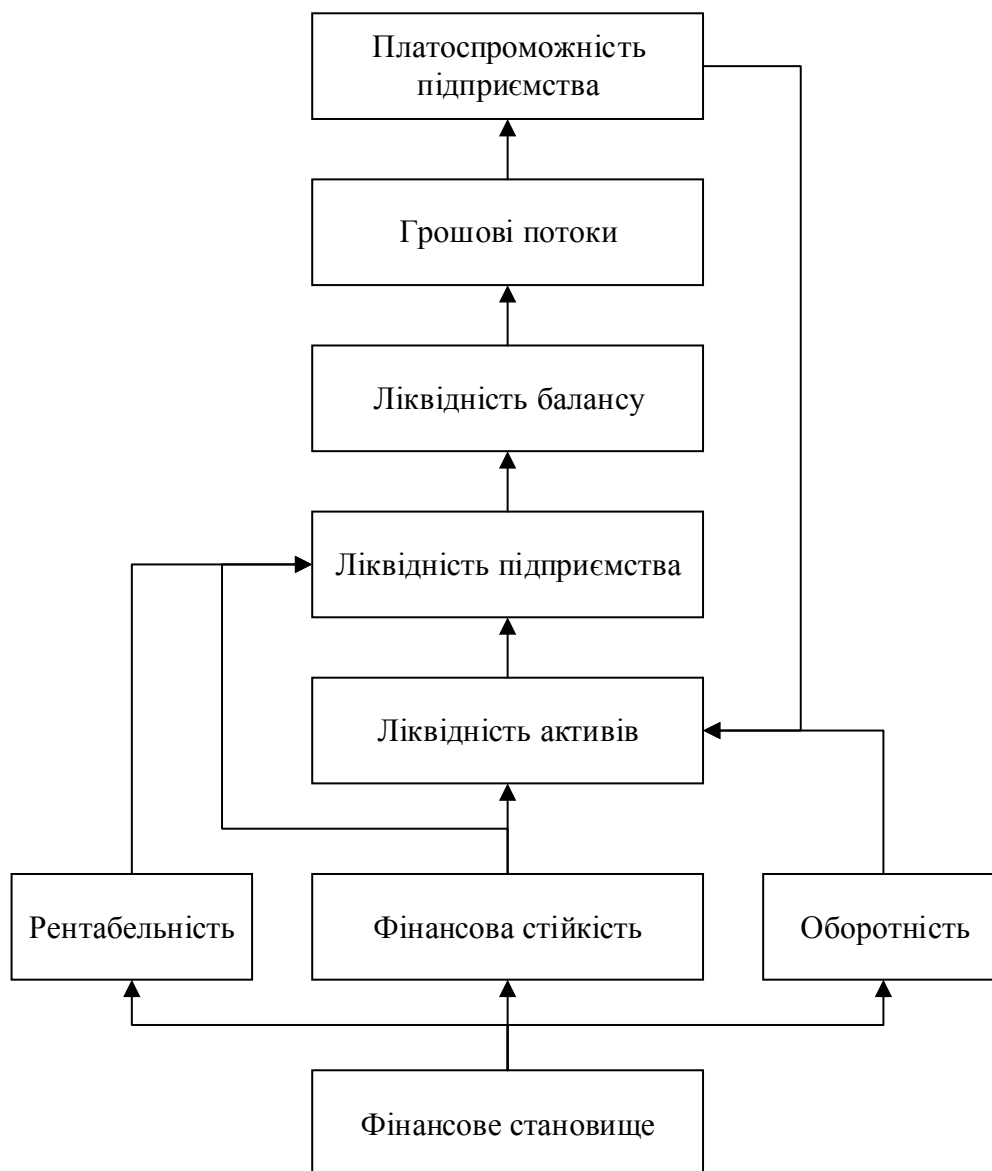 Платоспроможність
підприємства
Грошові потоки
Ліквідність балансу
Ліквідність підприємства
Ліквідність активів
Рентабельність
Фінансова стійкість
Оборотність
Фінансове становище